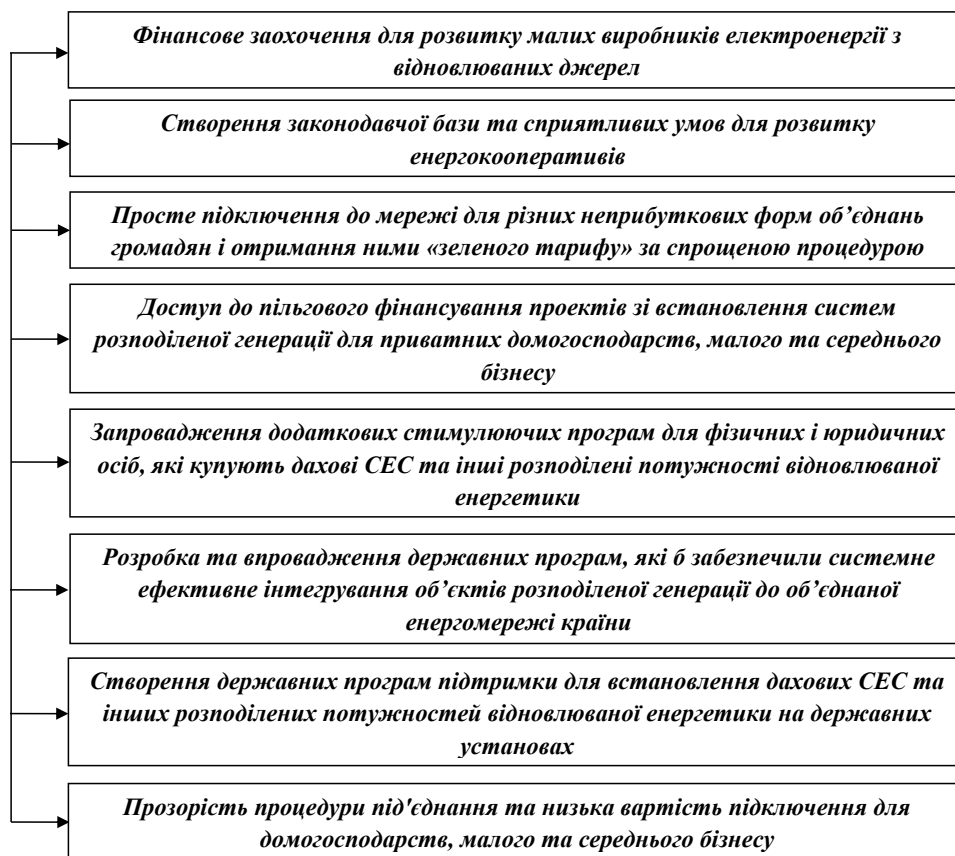 Фінансове заохочення для розвитку малих виробників електроенергії з
відновлюваних джерел
Створення законодавчої бази та сприятливих умов для розвитку
енергокооперативів
Просте підключення до мережі для різних неприбуткових форм об’єднань
громадян і отримання ними «зеленого тарифу» за спрощеною процедурою
Доступ до пільгового фінансування проектів зі встановлення систем
розподіленої генерації для приватних домогосподарств, малого та середнього
бізнесу
Запровадження додаткових стимулюючих програм для фізичних і юридичних
осіб, які купують дахові СЕС та інші розподілені потужності відновлюваної
енергетики
Розробка та впровадження державних програм, які б забезпечили системне
ефективне інтегрування об’єктів розподіленої генерації до об’єднаної
енергомережі країни
Створення державних програм підтримки для встановлення дахових СЕС та
інших розподілених потужностей відновлюваної енергетики на державних
установах
Прозорість процедури під'єднання та низька вартість підключення для
домогосподарств, малого та середнього бізнесу